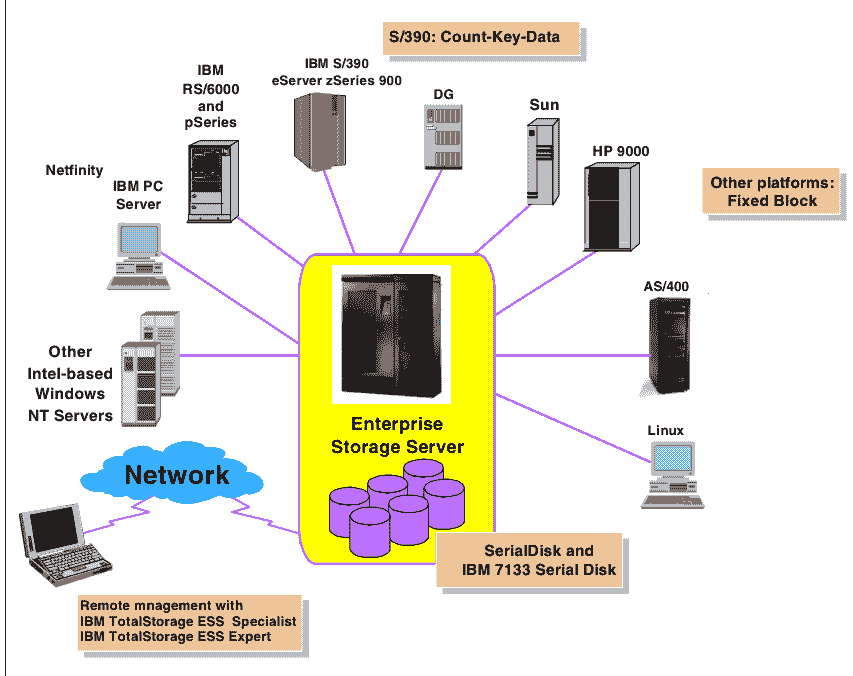 S/390: Count-Key-Data
IBM
RS/6000
and
pSeries
IBM S/390
eServer zSeries 900
DG
Sun
HP 9000
Netfinity
IBM PC
Server
Other platforms:
Fixed Block
AS/400
Other
Intel-based
Windows
NT Servers
Enterprise
Storage Server
Linux
Network
SerialDisk and
IBM 7133 Serial Disk
Remote mnagement with
IBM TotalStorage ESS Specialist
IBM TotalStorage ESS Expert